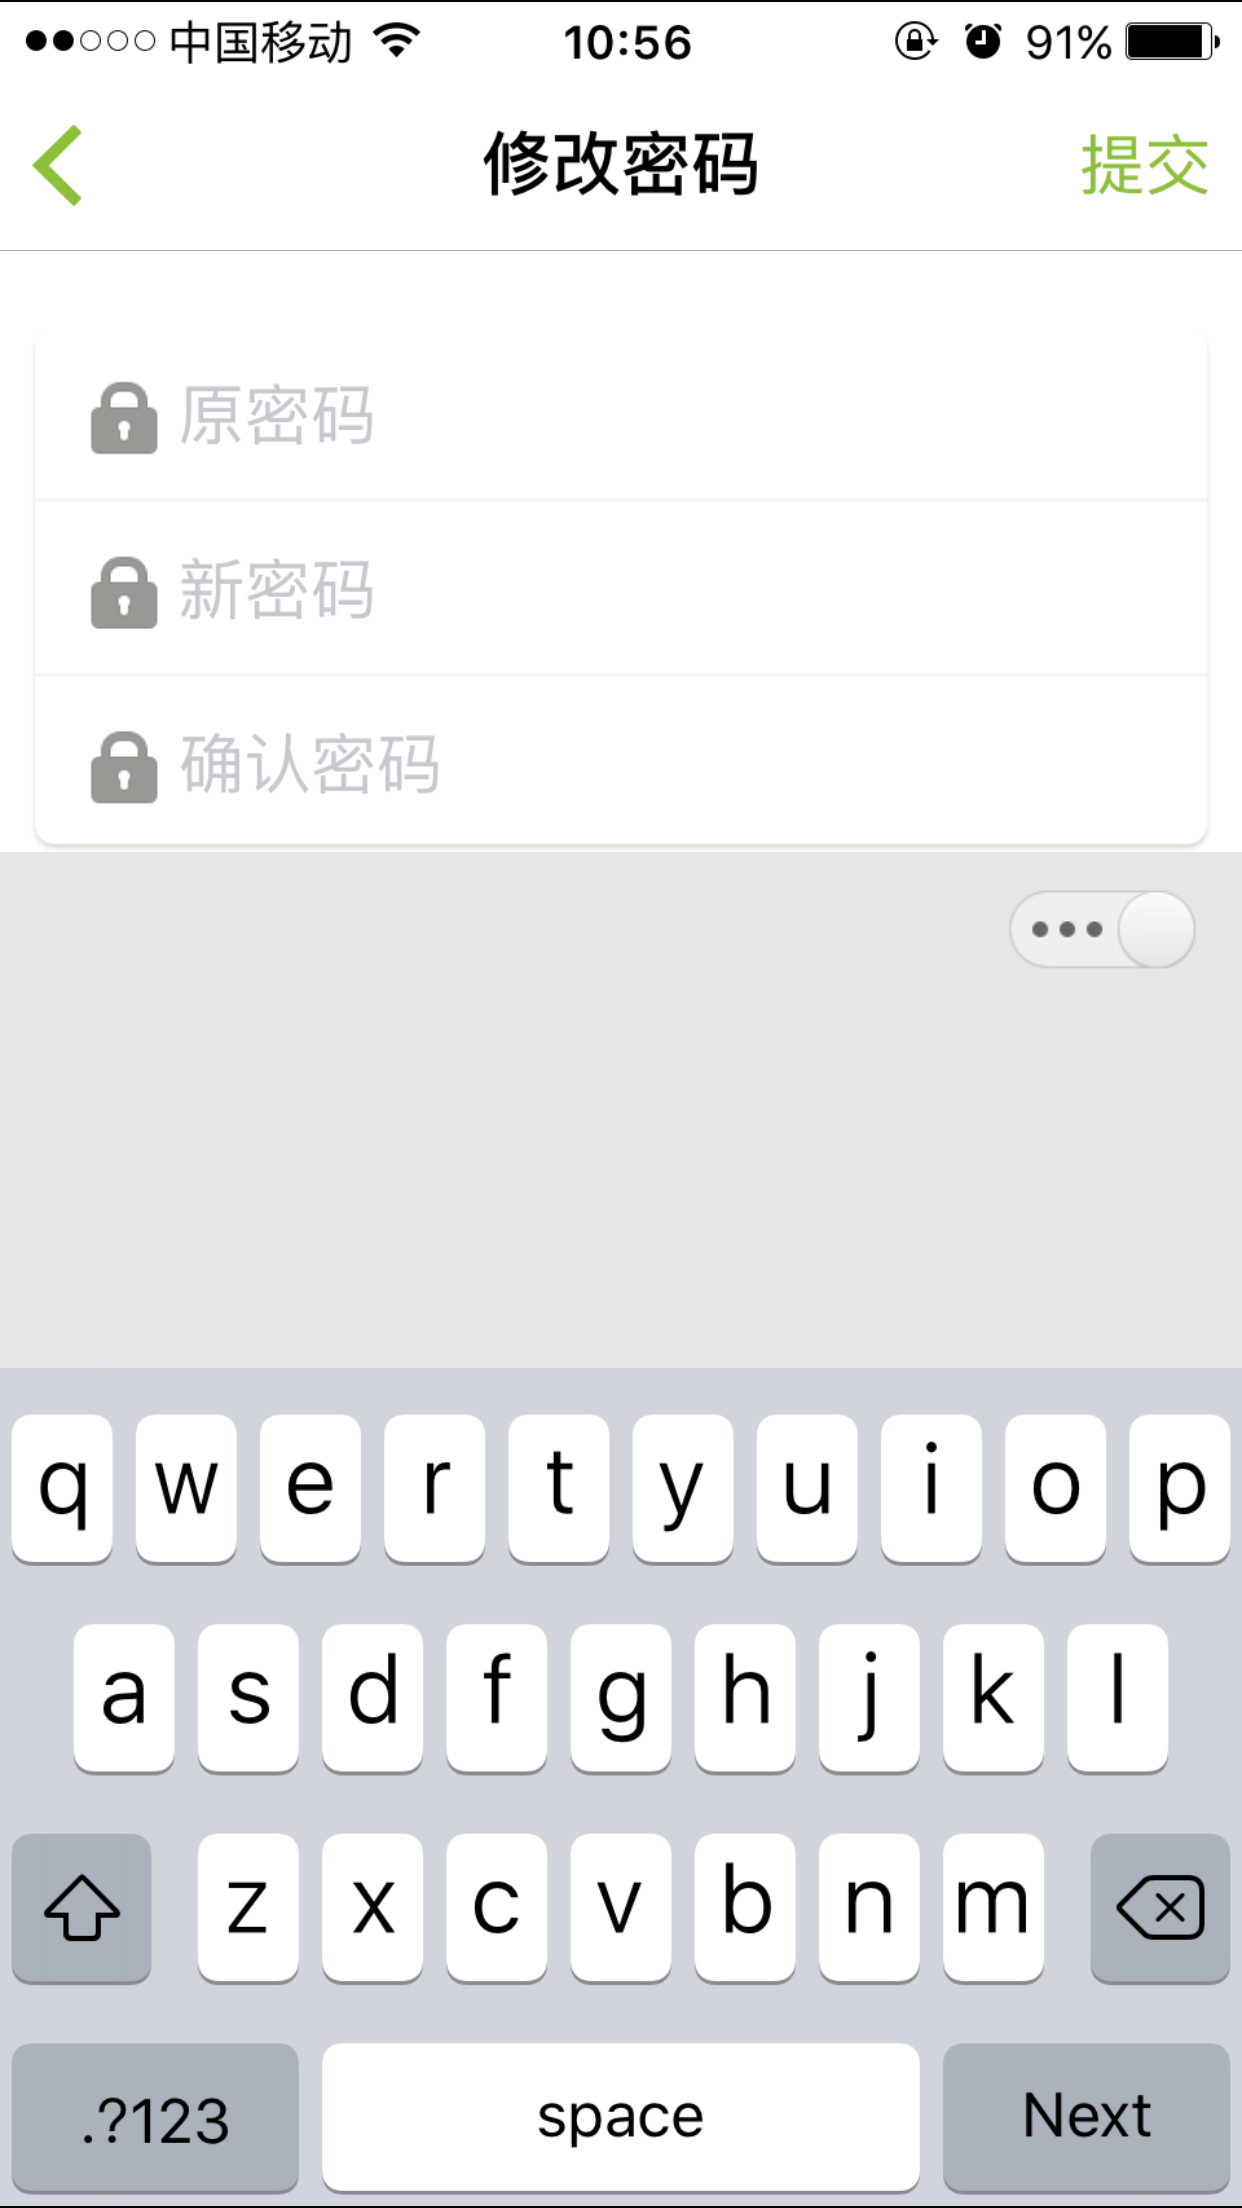 中国移动 10:56 91%
修改密码 提交
原密码
新密码
确认密码
q w e r t y u i o p
a s d f g h j k l
z x c v b n m
.?123 space Next